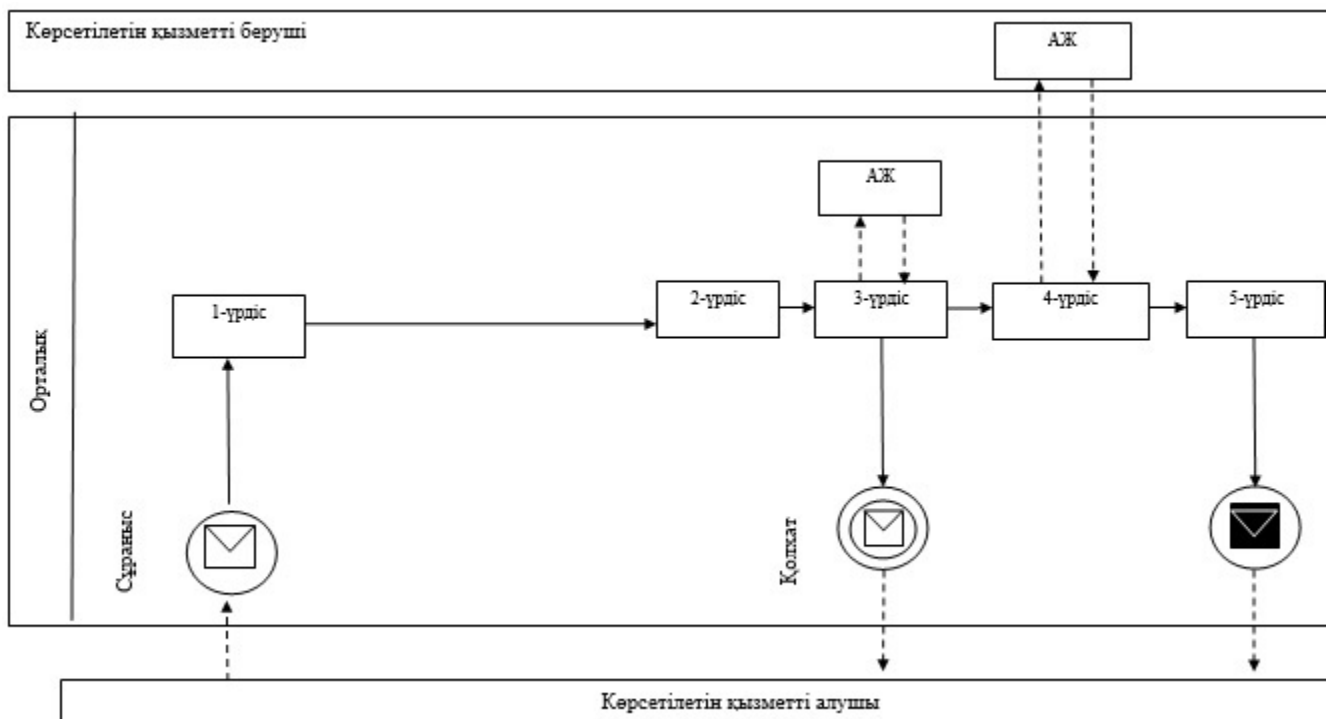 Көрсетілетін қызметті беруші
АЖ
АЖ
1-үрдіс
2-үрдіс
3-үрдіс
4-үрдіс
5-үрдіс
Орталық
Сұраныс
Қолхат
Көрсетілетін қызметті алушы